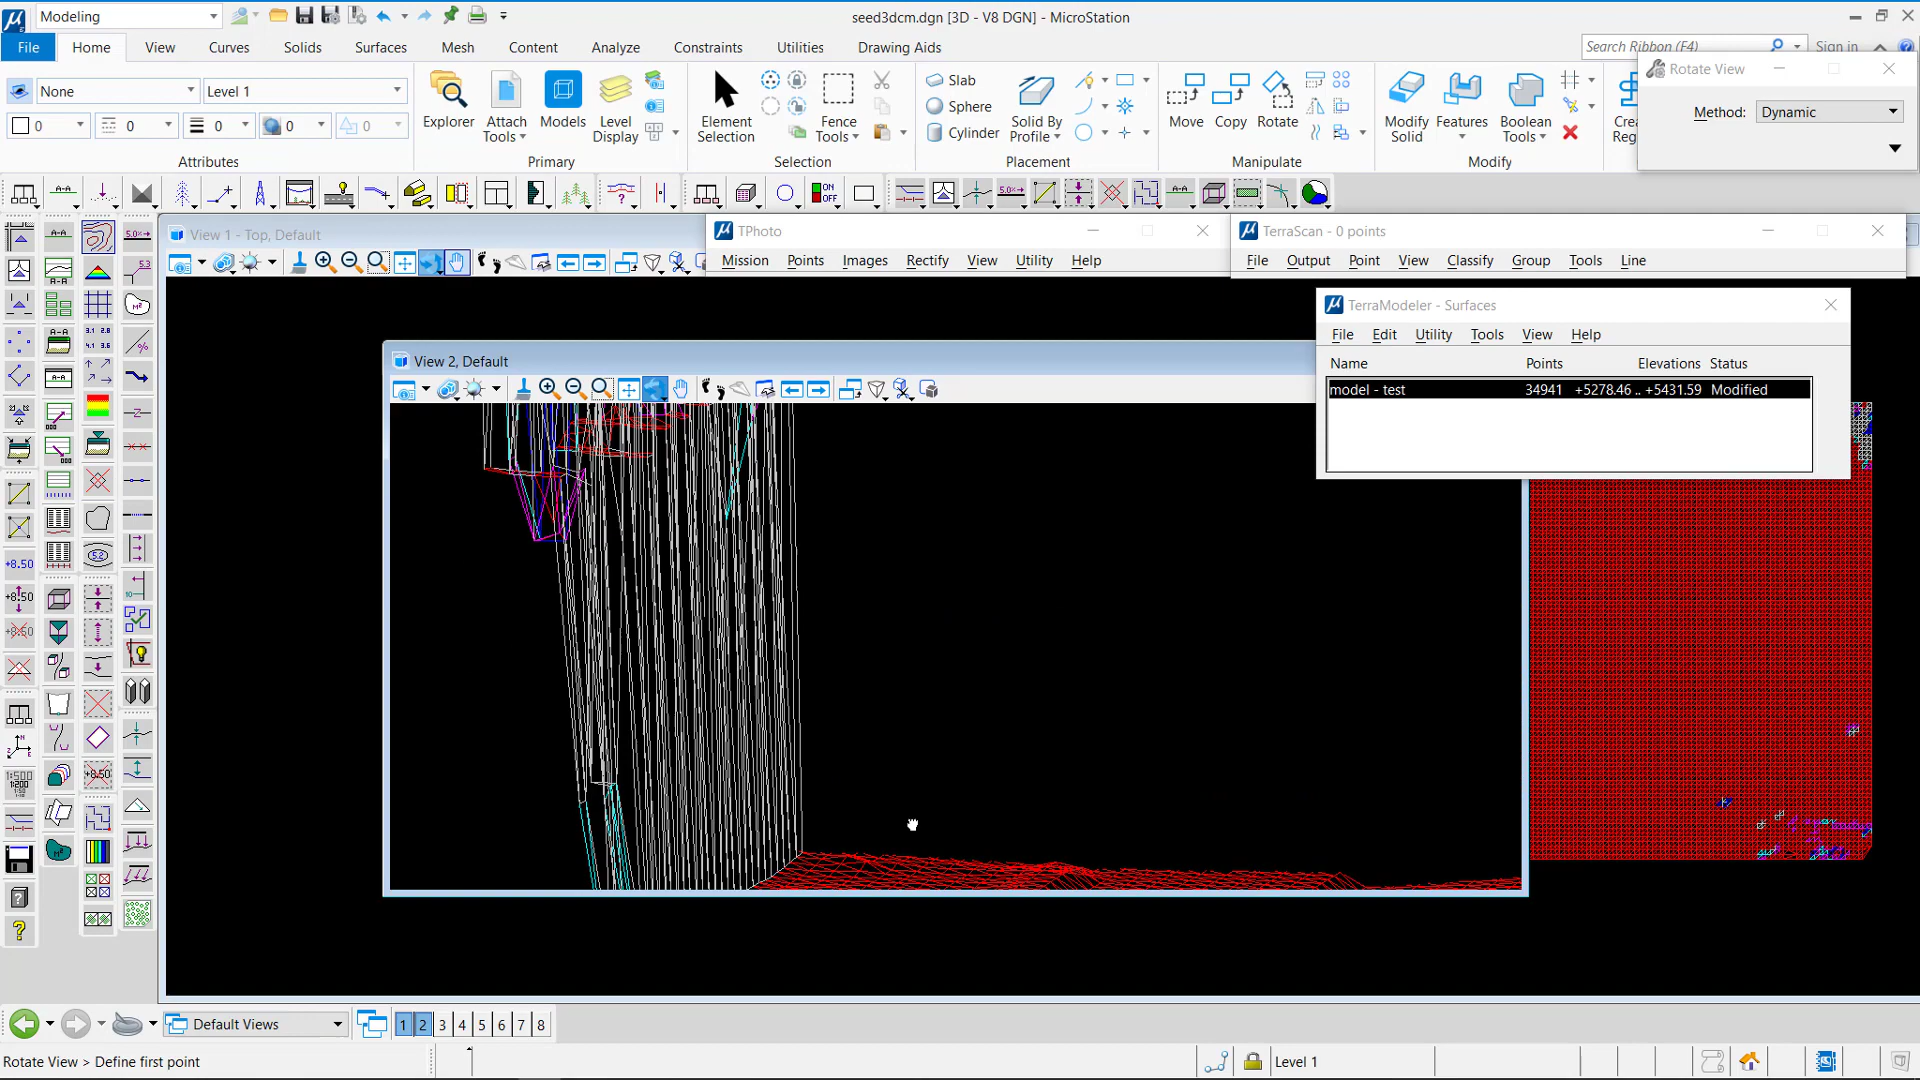 Modeling
seed3dcm.dgn [3D - V8 DGN] - MicroStation
File Home View Curves Solids Surfaces Mesh Content Analyze Constraints Utilities Drawing Aids
Search Ribbon (F4)
Sign in
Rotate View
Method: Dynamic
None
Level 1
0 0 0 0 0
Attributes
Explorer
Attach Tools
Models
Level Display
Primary
Element Selection
Fence Tools
Selection
Slab
Sphere
Cylinder
Solid By Profile
Placement
Move
Copy
Rotate
Manipulate
Modify Solid
Features
Boolean Tools
Modify
View 1 - Top, Default
TPhoto
Mission Points Images Rectify View Utility Help
TerraScan - 0 points
File Output Point View Classify Group Tools Line
TerraModeler - Surfaces
File Edit Utility Tools View Help
Name Points Elevations Status
model - test 34941 +5278.46 .. +5431.59 Modified
View 2, Default
Default Views
1 2 3 4 5 6 7 8
Rotate View > Define first point
Level 1